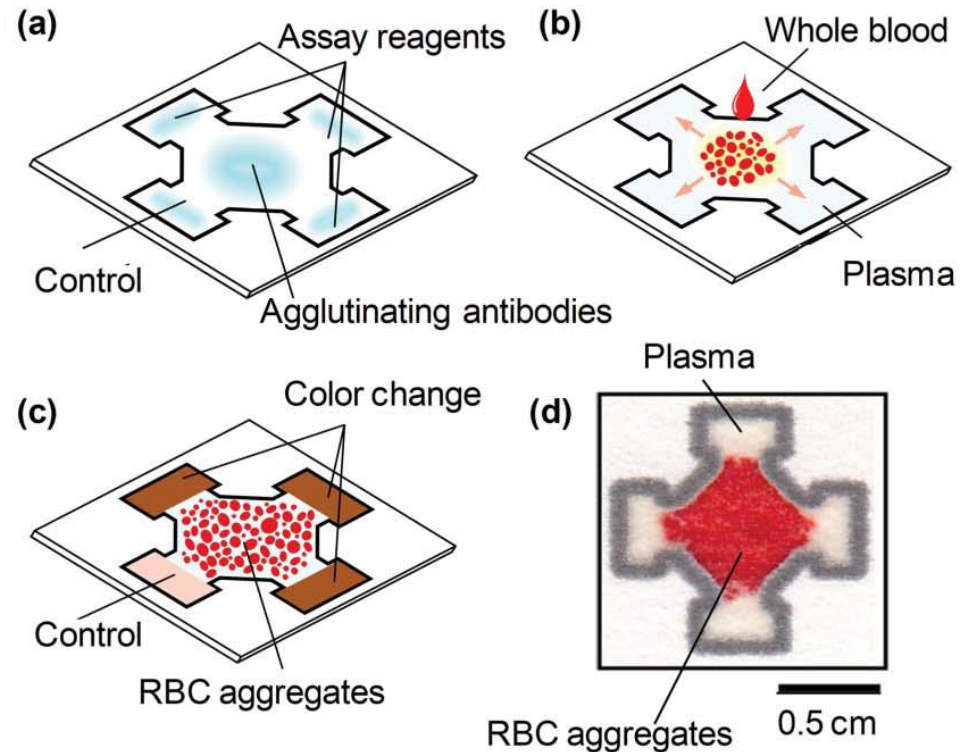 (a)
Assay reagents
Control
Agglutinating antibodies
(b)
Whole blood
Plasma
(c)
Color change
Control
RBC aggregates
(d)
Plasma
RBC aggregates
0.5 cm